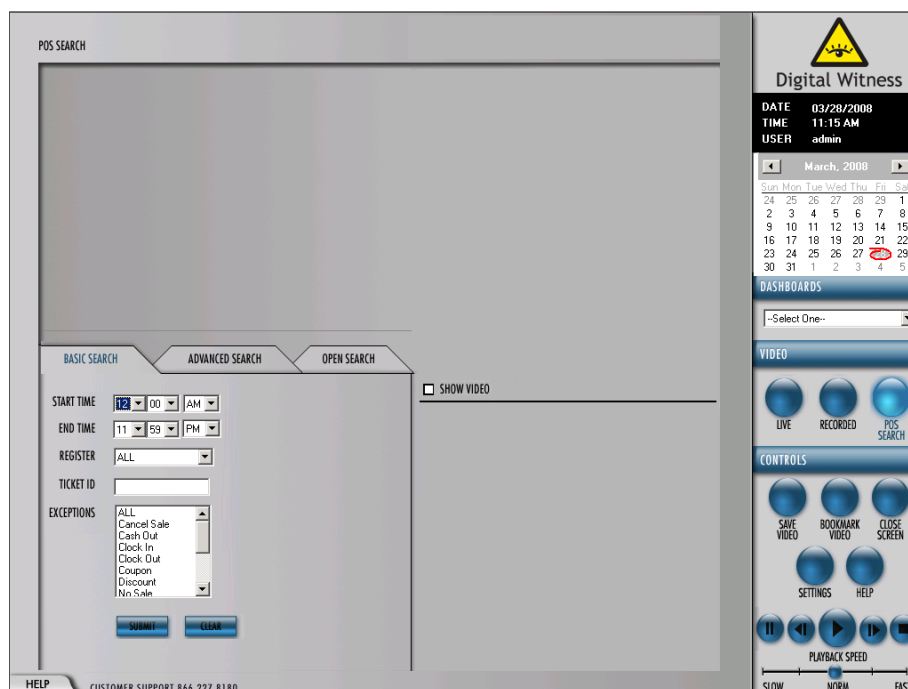 POS SEARCH
BASIC SEARCH
ADVANCED SEARCH
OPEN SEARCH
START TIME
12
00
AM
END TIME
11
59
PM
REGISTER
ALL
TICKET ID
EXCEPTIONS
ALL
Cancel Sale
Cash Out
Clock In
Clock Out
Coupon
Discount
No Sale
SUBMIT
CLEAR
SHOW VIDEO
HELP
CUSTOMER SUPPORT 866.227.8180
Digital Witness
DATE 03/28/2008
TIME 11:15 AM
USER admin
March, 2008
Sun Mon Tue Wed Thu Fri Sa
24 25 26 27 28 29 1
2 3 4 5 6 7 8
9 10 11 12 13 14 15
16 17 18 19 20 21 22
23 24 25 26 27 28 29
30 31 1 2 3 4 5
DASHBOARDS
--Select One--
VIDEO
LIVE
RECORDED
POS SEARCH
CONTROLS
SAVE VIDEO
BOOKMARK VIDEO
CLOSE SCREEN
SETTINGS
HELP
PLAYBACK SPEED
SLOW
NORM
FAST